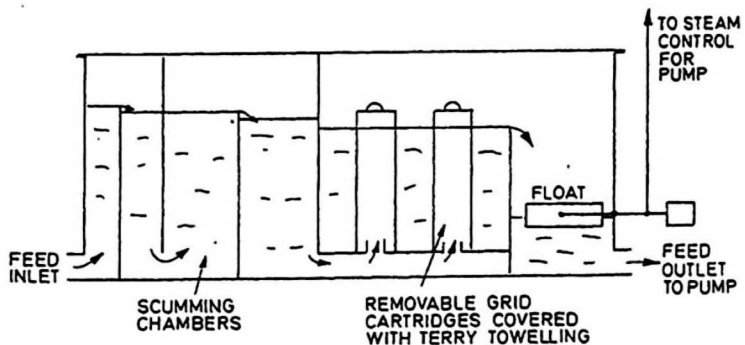 TO STEAM
CONTROL
FOR
PUMP
FLOAT
FEED
INLET
FEED
OUTLET
TO PUMP
SCUMMING
CHAMBERS
REMOVABLE GRID
CARTRIDGES COVERED
WITH TERRY TOWELLING